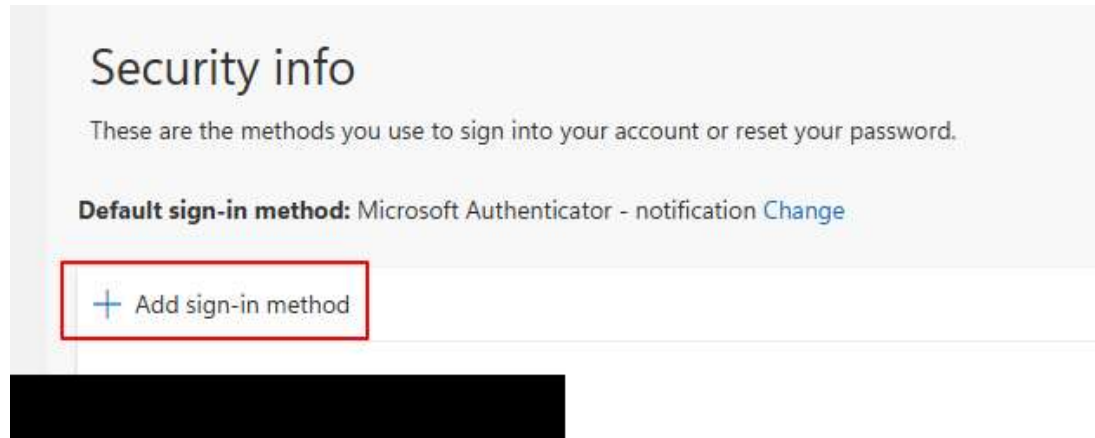 Security info
These are the methods you use to sign into your account or reset your password.
Default sign-in method: Microsoft Authenticator - notification Change
+ Add sign-in method